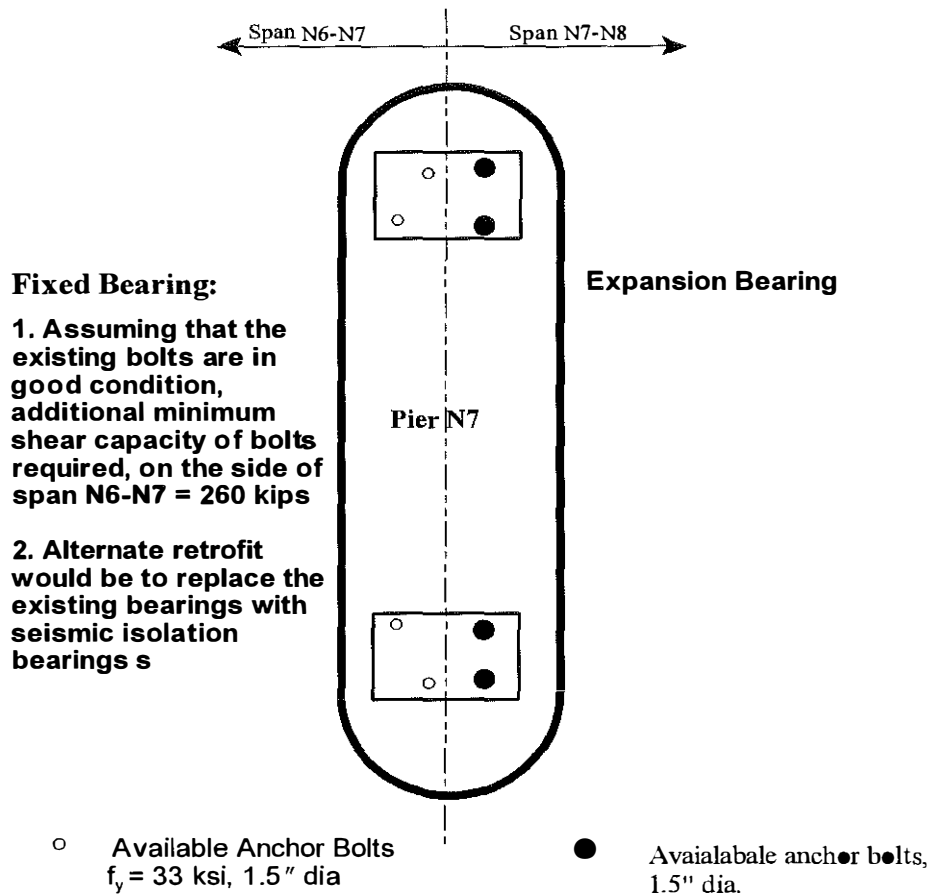 Span N6-N7
Span N7-N8
Fixed Bearing:
1. Assuming that the
existing bolts are in
good condition,
additional minimum
shear capacity of bolts
required, on the side of
span N6-N7 = 260 kips
2. Alternate retrofit
would be to replace the
existing bearings with
seismic isolation
bearings s
Pier N7
Expansion Bearing
Available Anchor Bolts
fy = 33 ksi, 1.5" dia
Avaialabale anchor bolts,
1.5" dia.